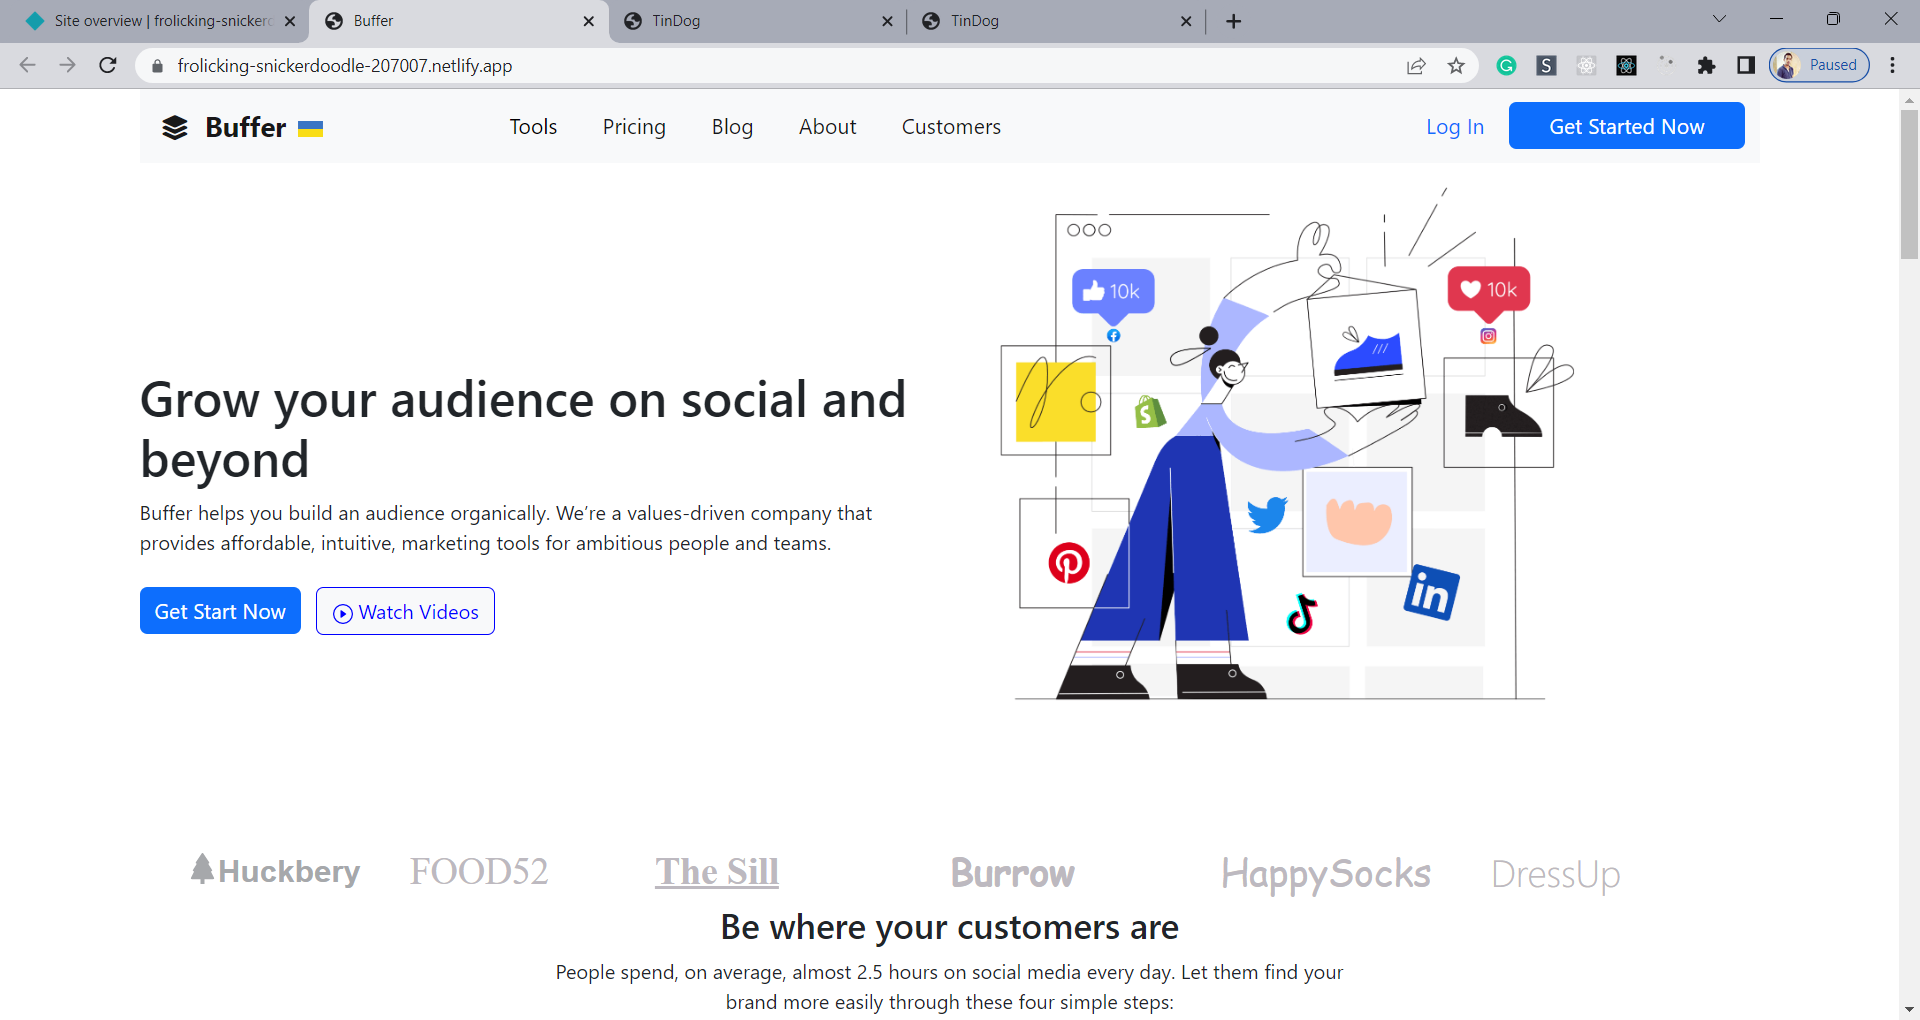 Site overview | frolicking-snickerd
Buffer
TinDog
TinDog
frolicking-snickerdoodle-207007.netlify.app
G
S
Paused
Buffer
Tools
Pricing
Blog
About
Customers
Log In
Get Started Now
10k
10k
Grow your audience on social and
beyond
Buffer helps you build an audience organically. We’re a values-driven company that
provides affordable, intuitive, marketing tools for ambitious people and teams.
Get Start Now
Watch Videos
S
in
Huckbery
FOOD52
The Sill
Burrow
HappySocks
DressUp
Be where your customers are
People spend, on average, almost 2.5 hours on social media every day. Let them find your
brand more easily through these four simple steps: